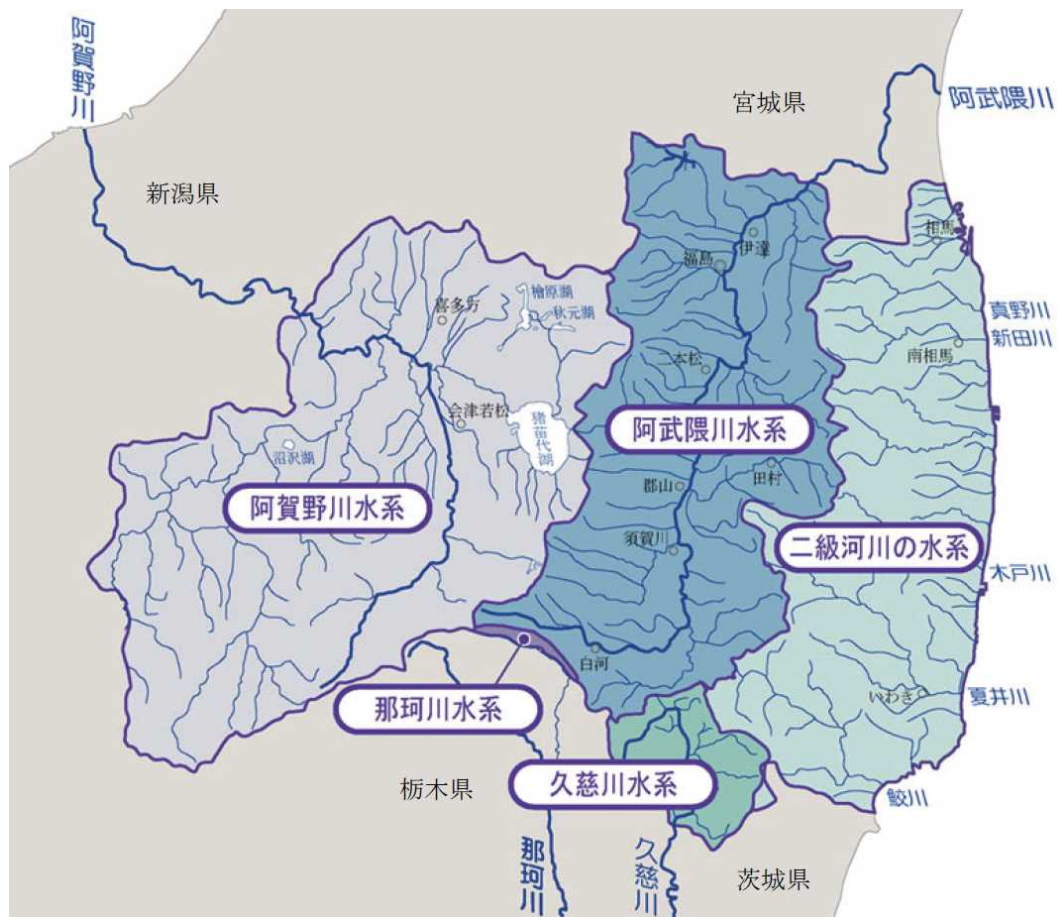 阿賀野川
宮城県
阿武隈川
新潟県
相馬
伊達
福島
檜原湖
秋元湖
喜多方
真野川
新田川
南相馬
二本松
会津若松
猪苗代湖
阿武隈川水系
沼沢湖
田村
郡山
阿賀野川水系
須賀川
二級河川の水系
木戸川
白河
いわき
夏井川
那珂川水系
久慈川水系
栃木県
鮫川
那珂川
久慈川
茨城県